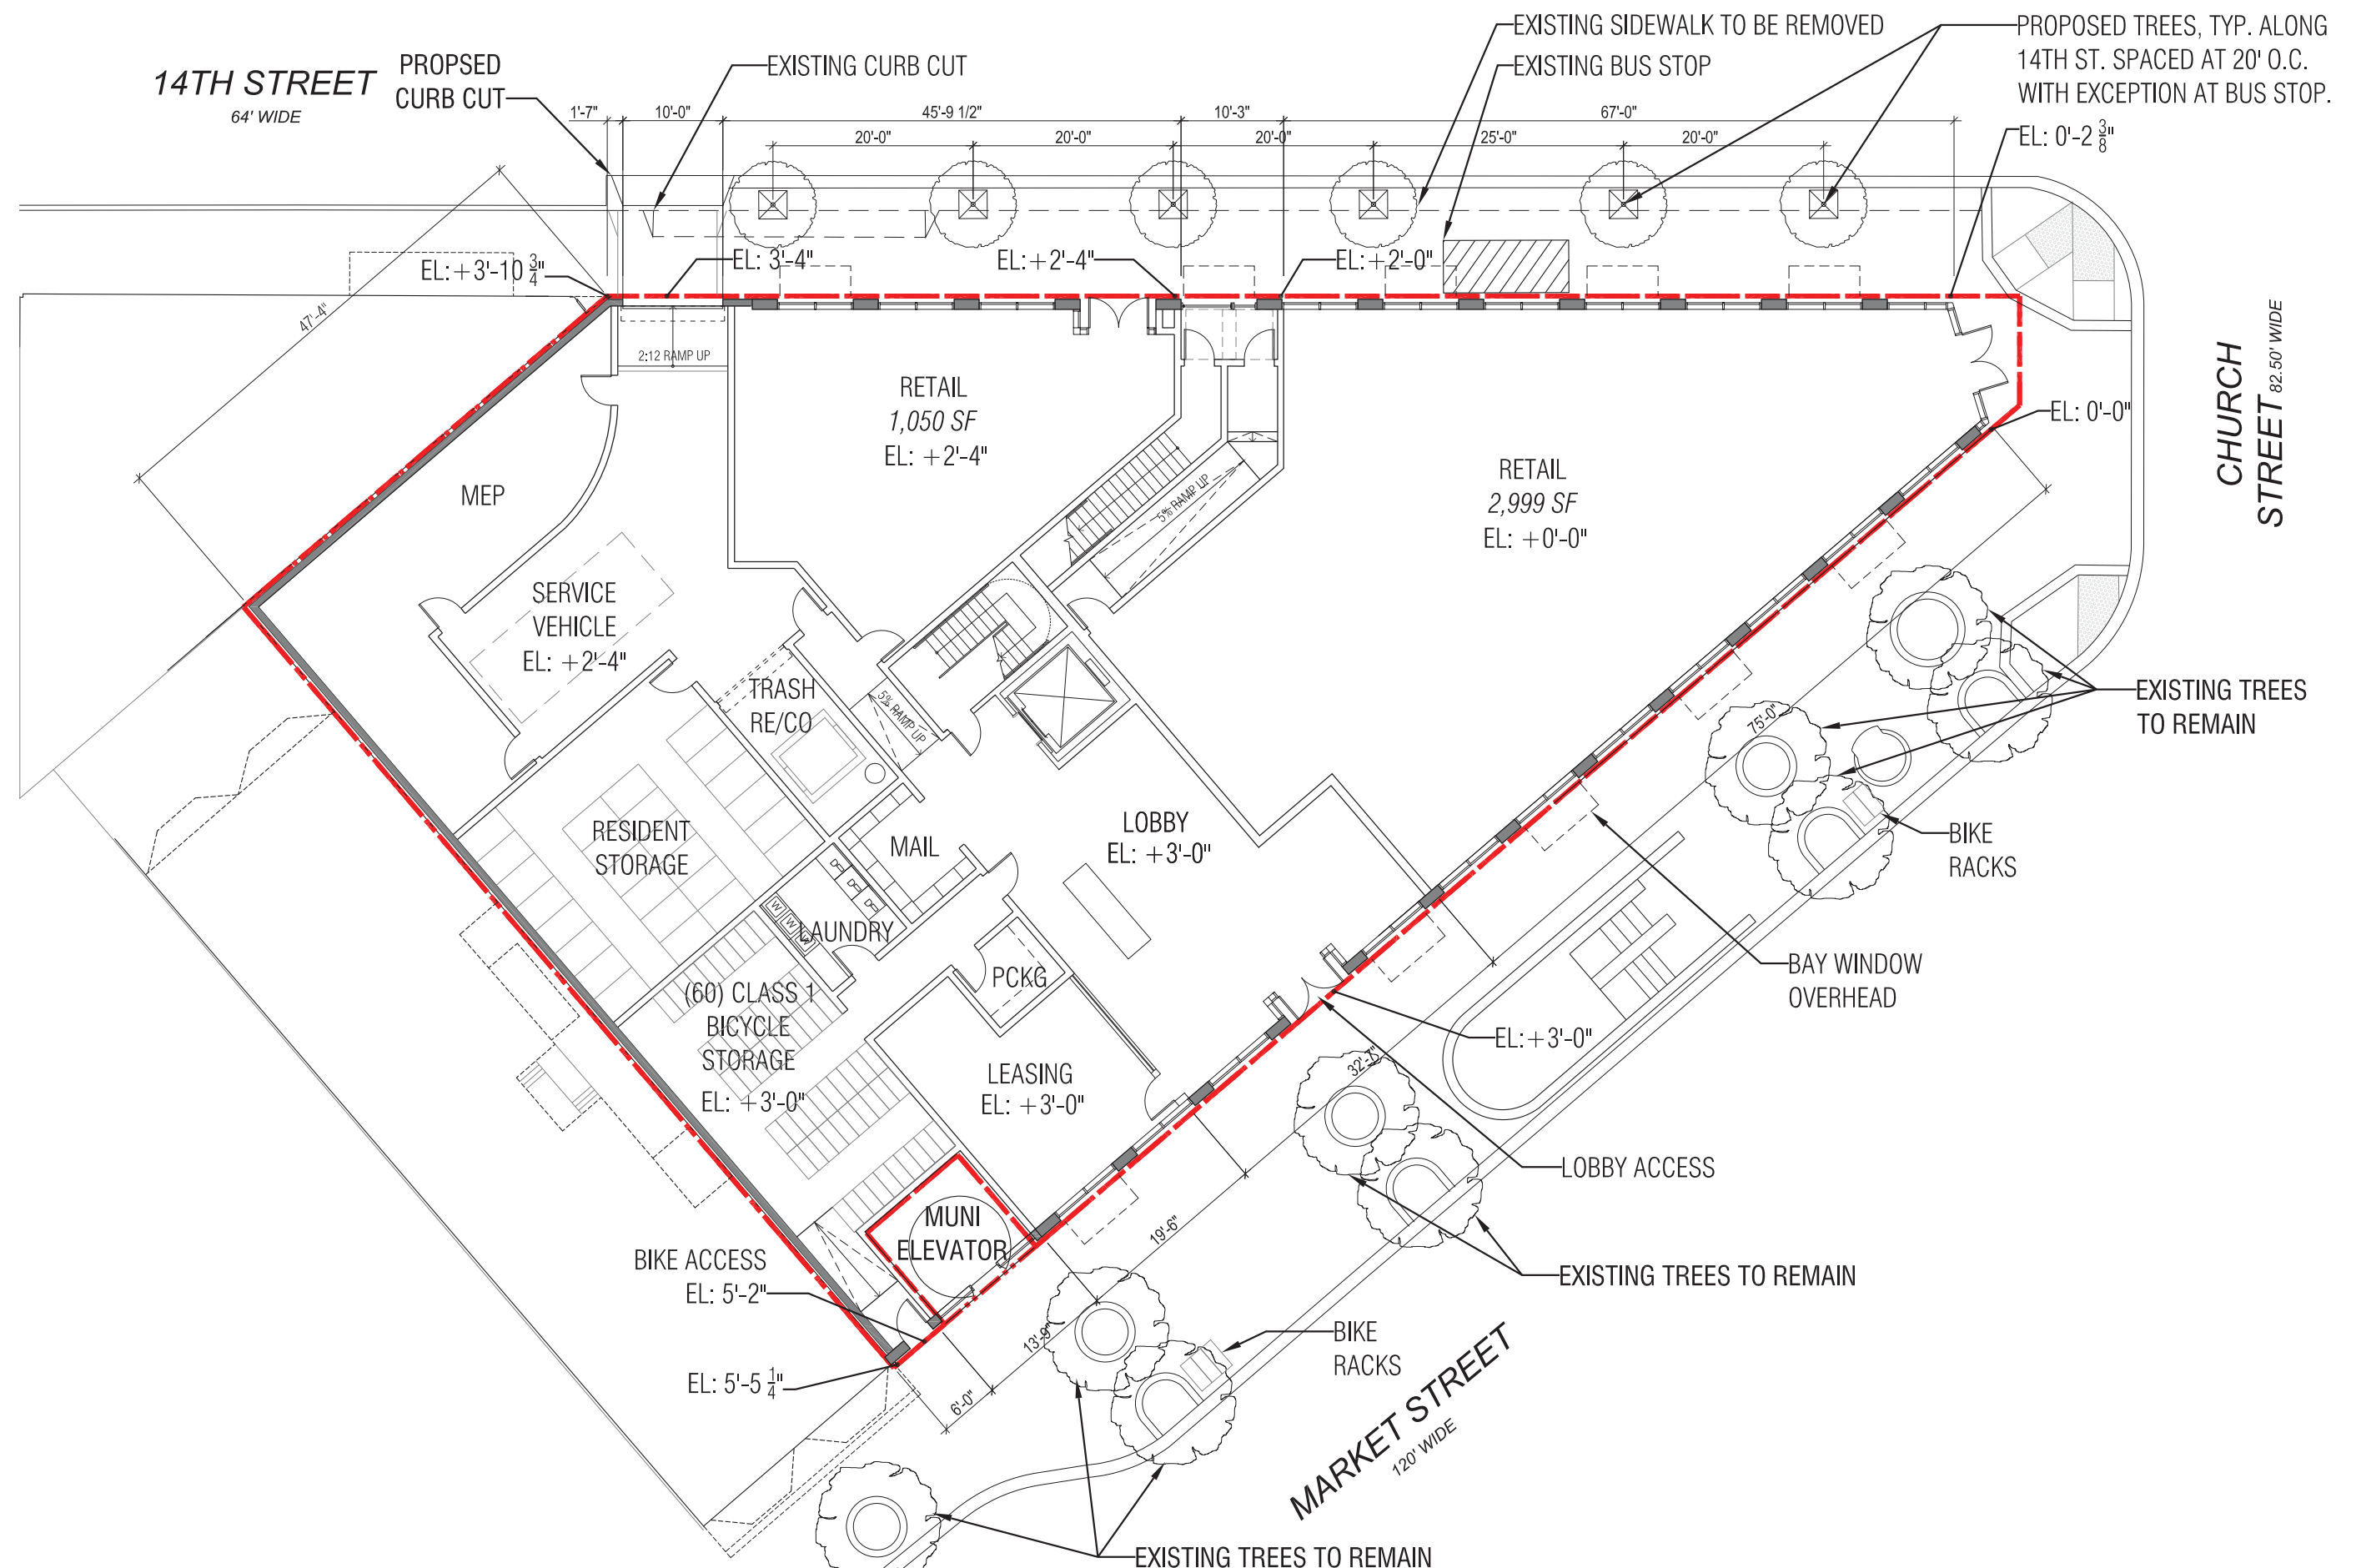 14TH STREET
64' WIDE
PROPSED
CURB CUT
EXISTING CURB CUT
EXISTING SIDEWALK TO BE REMOVED
EXISTING BUS STOP
PROPOSED TREES, TYP. ALONG
14TH ST. SPACED AT 20' O.C.
WITH EXCEPTION AT BUS STOP.
EL: 0'-2 3/8"
1'-7"
10'-0"
45'-9 1/2"
10'-3"
67'-0"
20'-0"
20'-0"
20'-0"
25'-0"
20'-0"
EL:+3'-10 3/4"
EL: 3'-4"
EL:+2'-4"
EL:+2'-0"
47'-4"
2:12 RAMP UP
RETAIL
1,050 SF
EL: +2'-4"
RETAIL
2,999 SF
EL: +0'-0"
CHURCH
STREET 82.50' WIDE
EL: 0'-0"
MEP
5% RAMP UP
SERVICE
VEHICLE
EL: +2'-4"
TRASH
RE/CO
5% RAMP UP
EXISTING TREES
TO REMAIN
75'-0"
RESIDENT
STORAGE
MAIL
LOBBY
EL: +3'-0"
BIKE
RACKS
D
D
D
W
W
W
LAUNDRY
PCKG
BAY WINDOW
OVERHEAD
(60) CLASS 1
BICYCLE
STORAGE
EL: +3'-0"
LEASING
EL: +3'-0"
EL:+3'-0"
32'-7"
LOBBY ACCESS
MUNI
ELEVATOR
19'-6"
BIKE ACCESS
EL: 5'-2"
EXISTING TREES TO REMAIN
13'-9"
BIKE
RACKS
EL: 5'-5 1/4"
6'-0"
MARKET STREET
120' WIDE
EXISTING TREES TO REMAIN